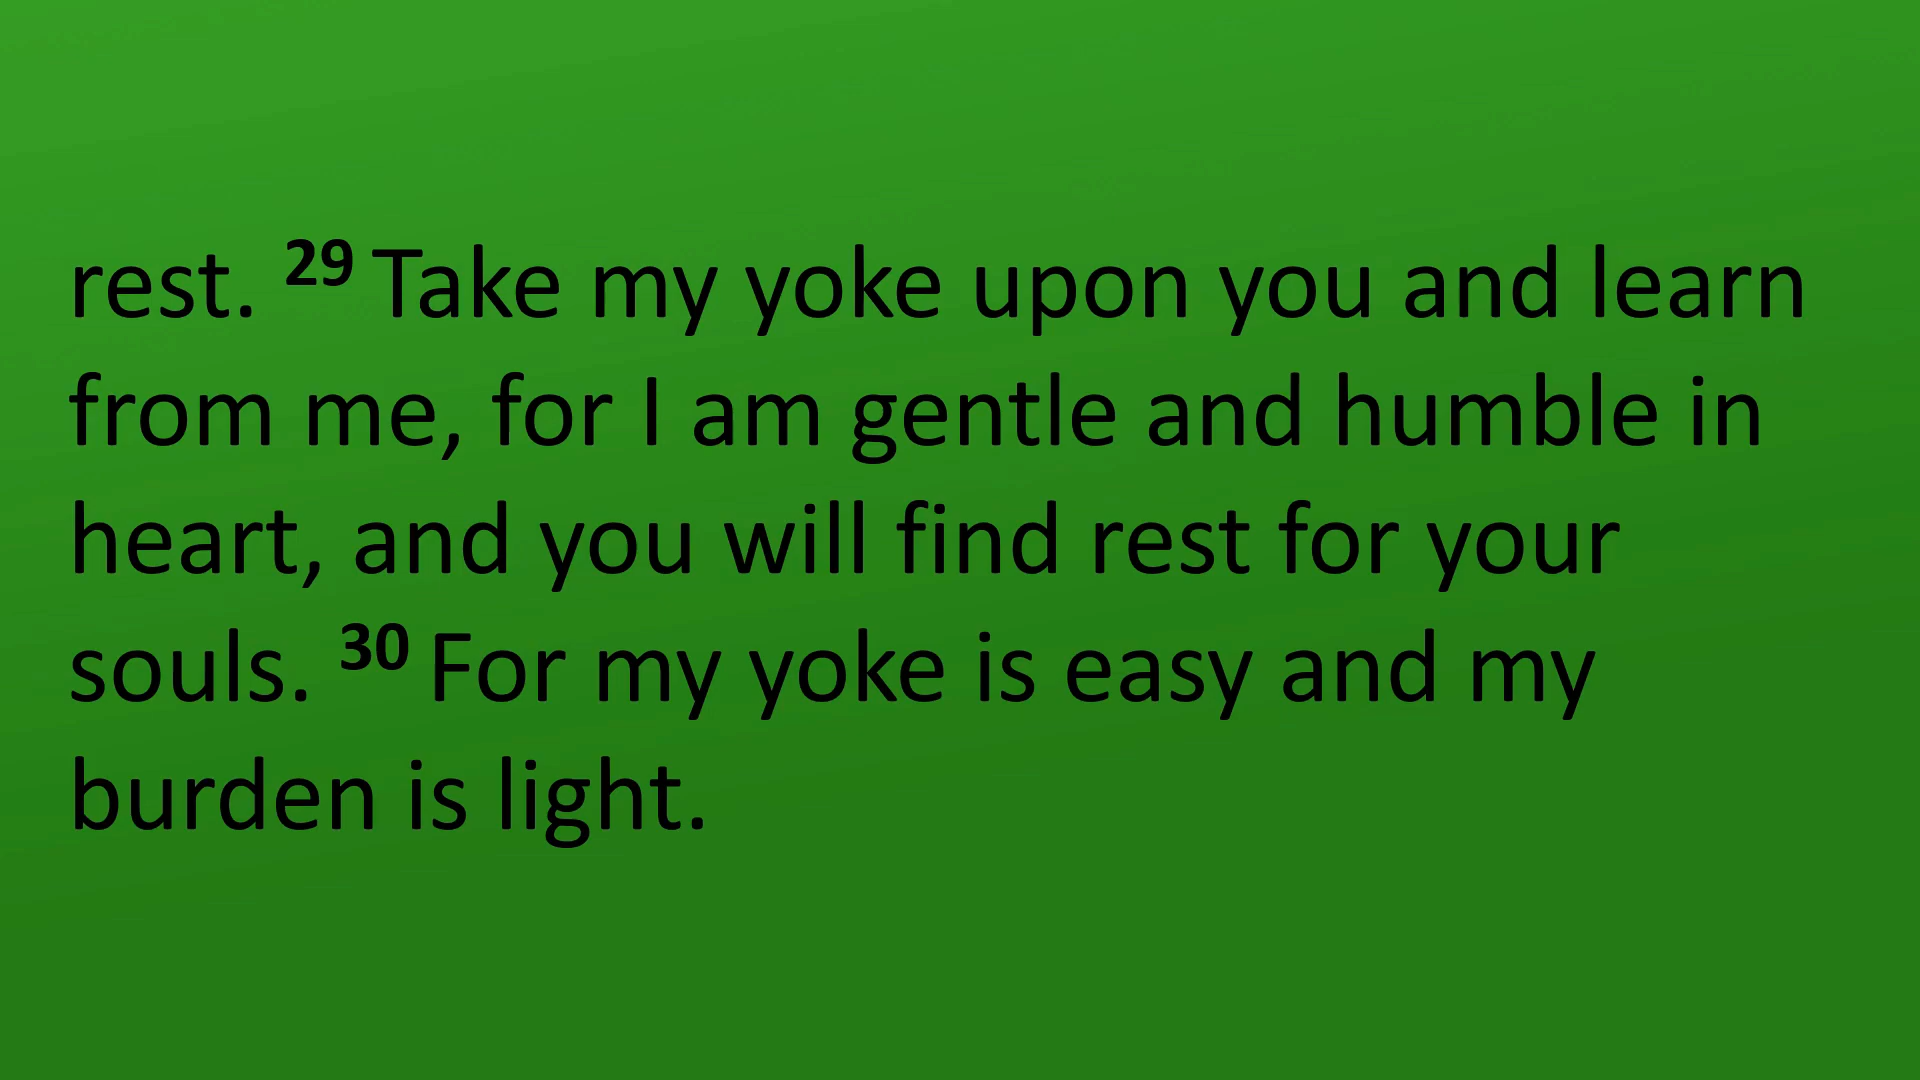 rest. 29 Take my yoke upon you and learn
from me, for I am gentle and humble in
heart, and you will find rest for your
souls. 30 For my yoke is easy and my
burden is light.